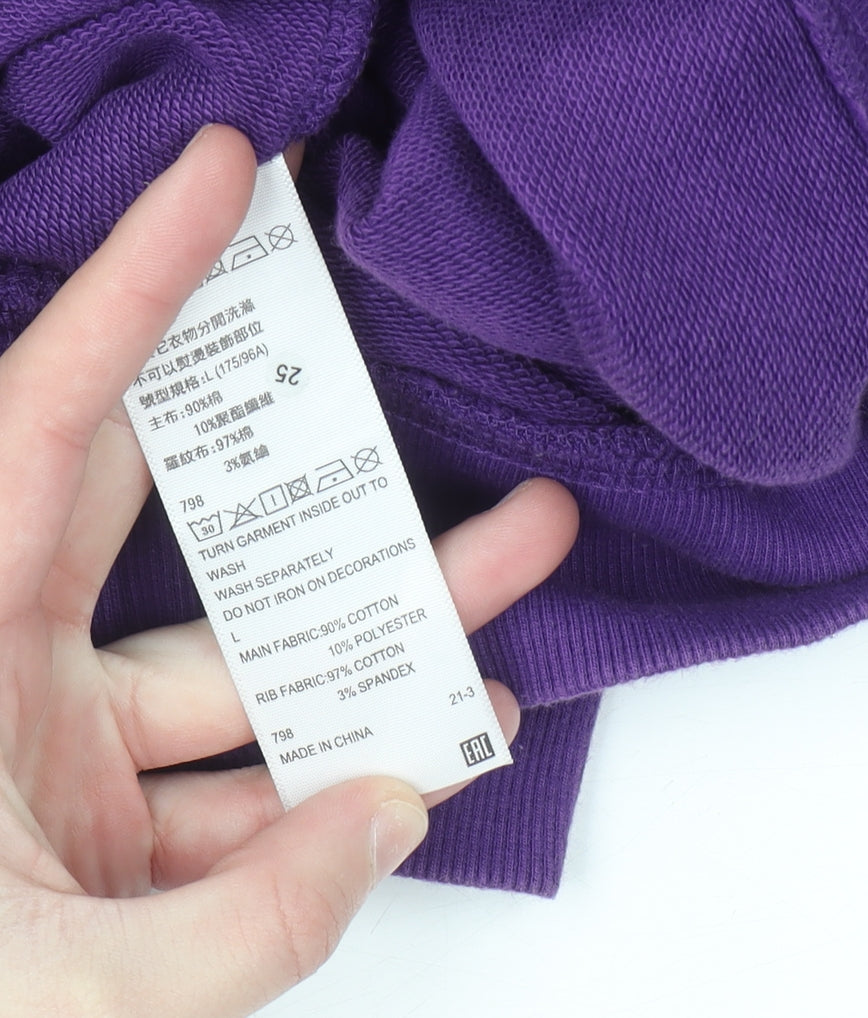 它衣物分開洗滌
不可以熨燙裝飾部位
號型規格:L (175/96A)
25
主布:90%棉
10%聚酯纖維
羅紋布:97%棉
3%氨綸
798
30
TURN GARMENT INSIDE OUT TO
WASH
WASH SEPARATELY
DO NOT IRON ON DECORATIONS
L
MAIN FABRIC:90% COTTON
10% POLYESTER
RIB FABRIC:97% COTTON
3% SPANDEX
21-3
798
MADE IN CHINA
EAC